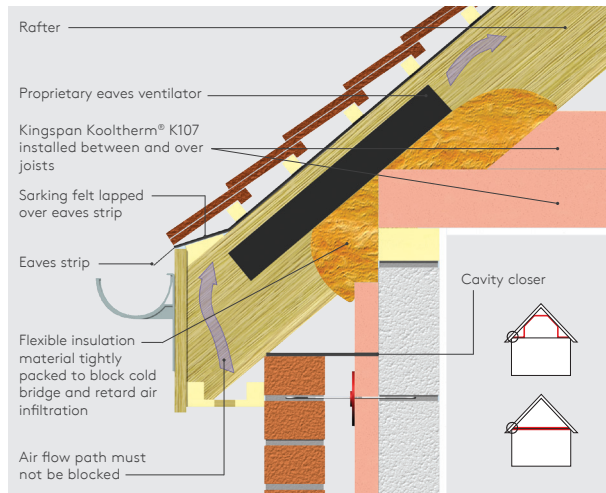 Rafter
Proprietary eaves ventilator
Kingspan Kooltherm® K107
installed between and over
joists
Sarking felt lapped
over eaves strip
Eaves strip
Cavity closer
Flexible insulation
material tightly
packed to block cold
bridge and retard air
infiltration
Air flow path must
not be blocked